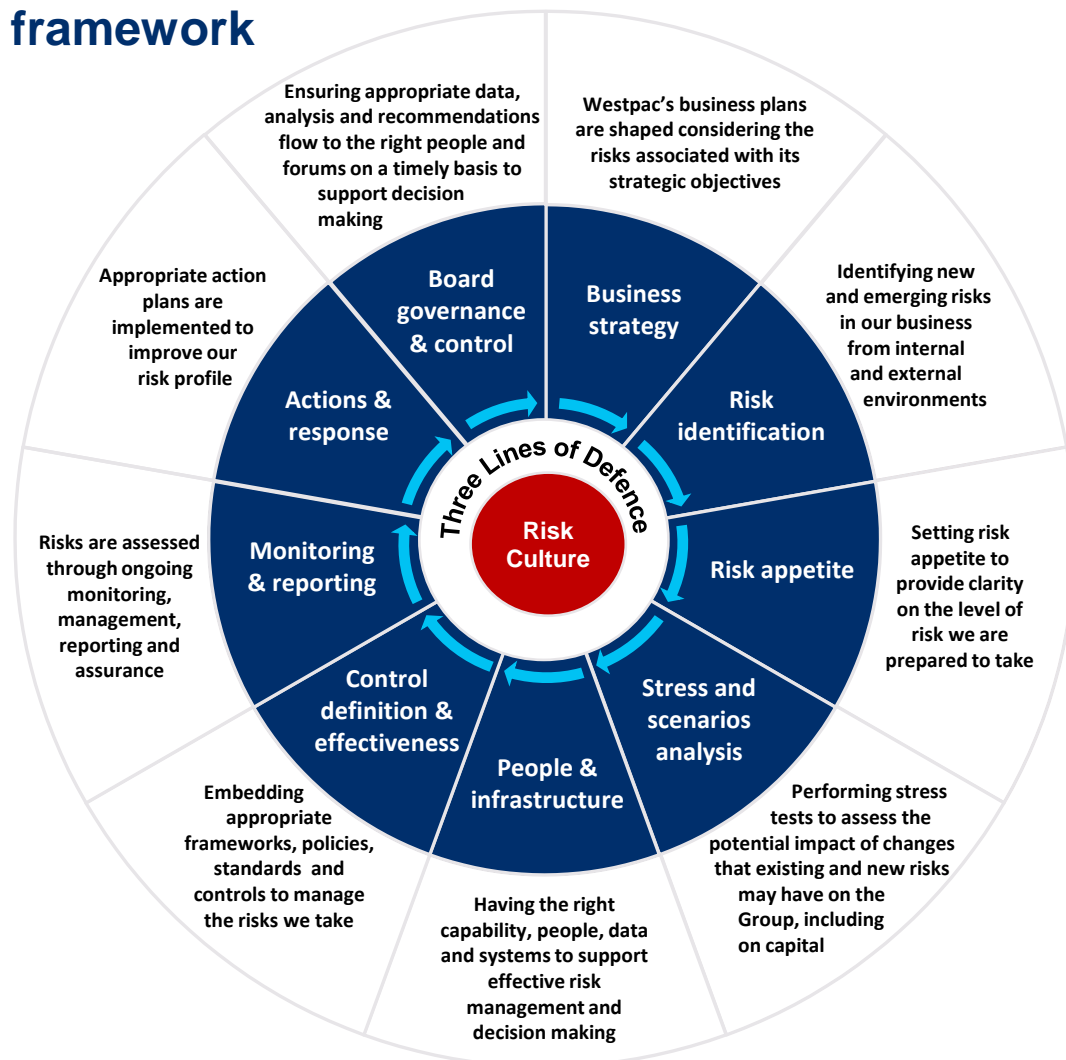 framework
Ensuring appropriate data,
analysis and recommendations
flow to the right people and
forums on a timely basis to
support decision
making
Westpac's business plans
are shaped considering the
risks associated with its
strategic objectives
Identifying new
and emerging risks
in our business
from internal
and external
environments
Setting risk
appetite to
provide clarity
on the level of
risk we are
prepared to take
Performing stress
tests to assess the
potential impact of changes
that existing and new risks
may have on the
Group, including
on capital
Having the right
capability, people, data
and systems to support
effective risk
management and
decision making
Embedding
appropriate
frameworks, policies,
standards and
controls to manage
the risks we take
Risks are assessed
through ongoing
monitoring,
management,
reporting and
assurance
Appropriate action
plans are
implemented to
improve our
risk profile
Board
governance
& control
Business
strategy
Risk
identification
Risk appetite
Stress and
scenarios
analysis
People &
infrastructure
Control
definition &
effectiveness
Monitoring
& reporting
Actions &
response
Three Lines of Defence
Risk
Culture